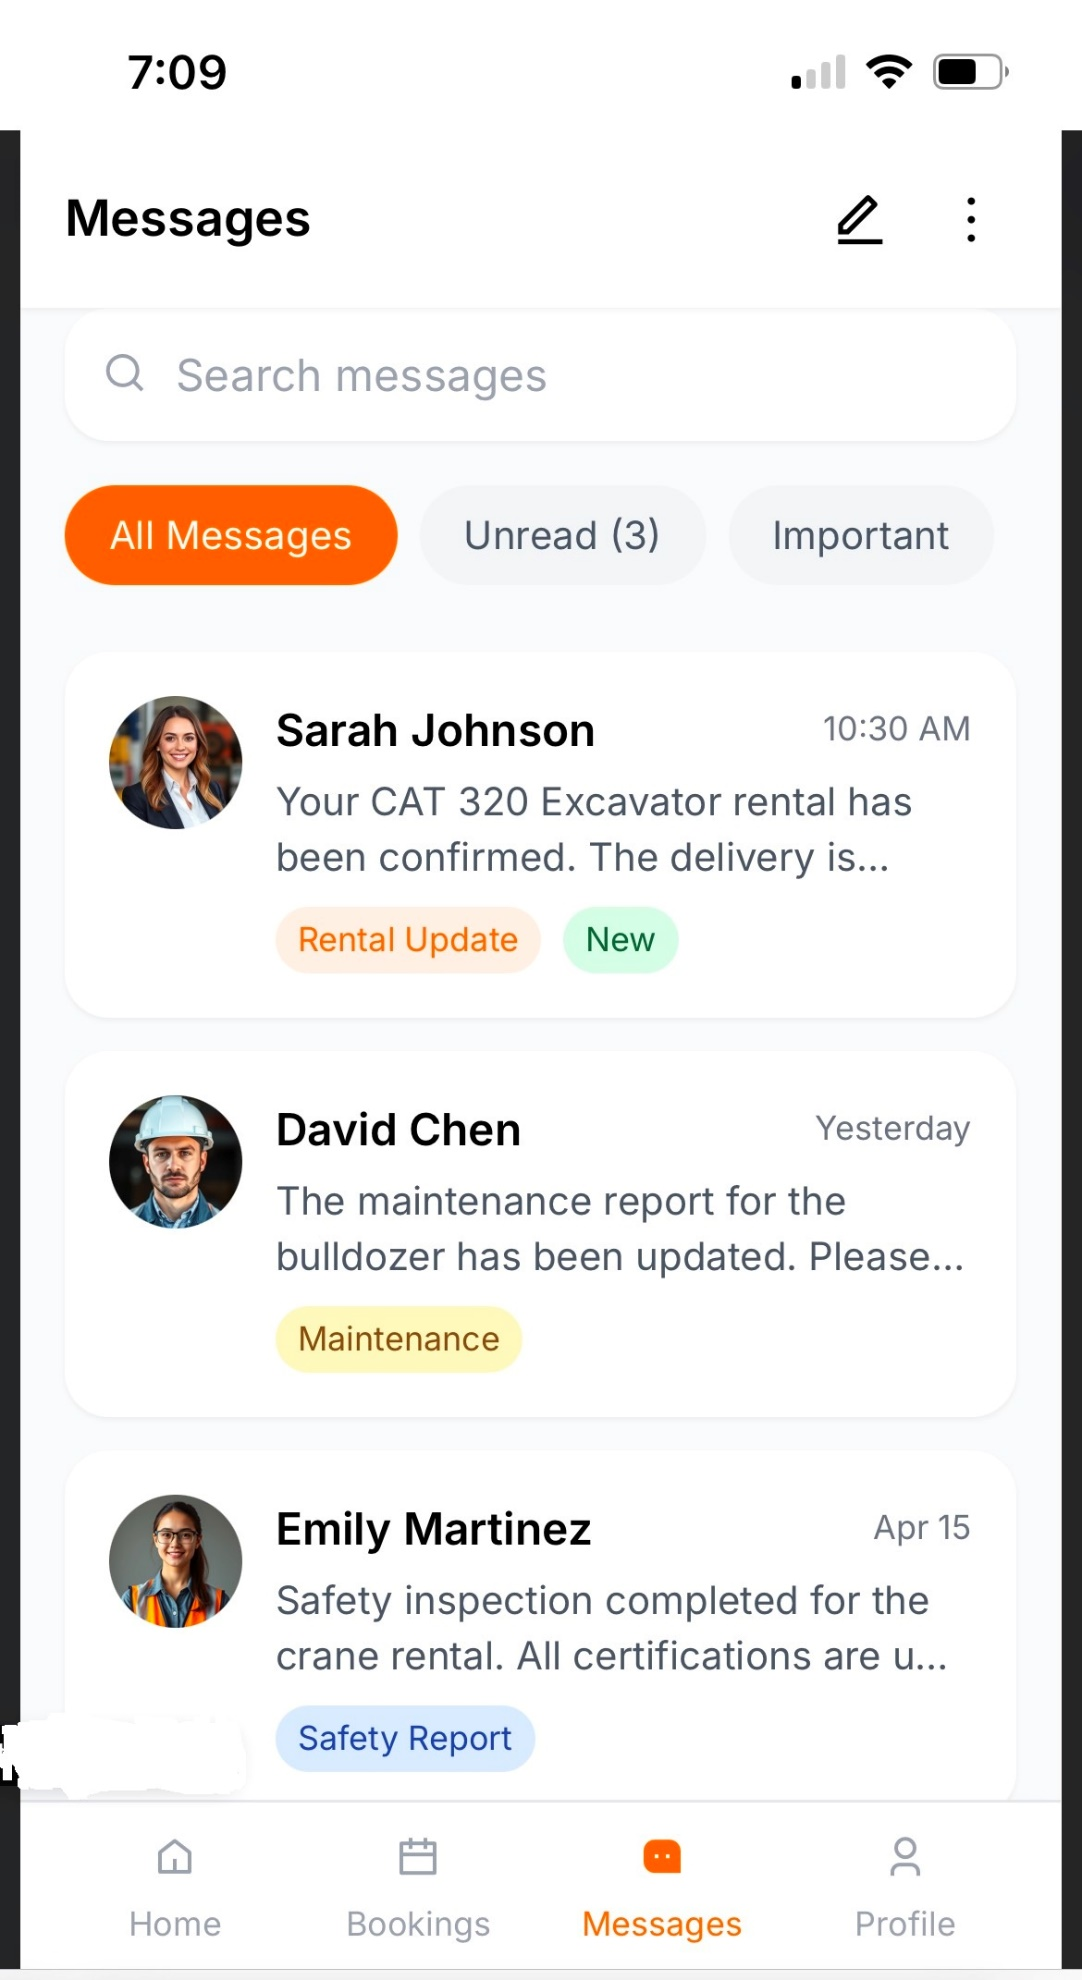 7:09
Messages
Search messages
All Messages
Unread (3)
Important
Sarah Johnson
10:30 AM
Your CAT 320 Excavator rental has
been confirmed. The delivery is...
Rental Update
New
David Chen
Yesterday
The maintenance report for the
bulldozer has been updated. Please...
Maintenance
Emily Martinez
Apr 15
Safety inspection completed for the
crane rental. All certifications are u...
Safety Report
Home
Bookings
Messages
Profile